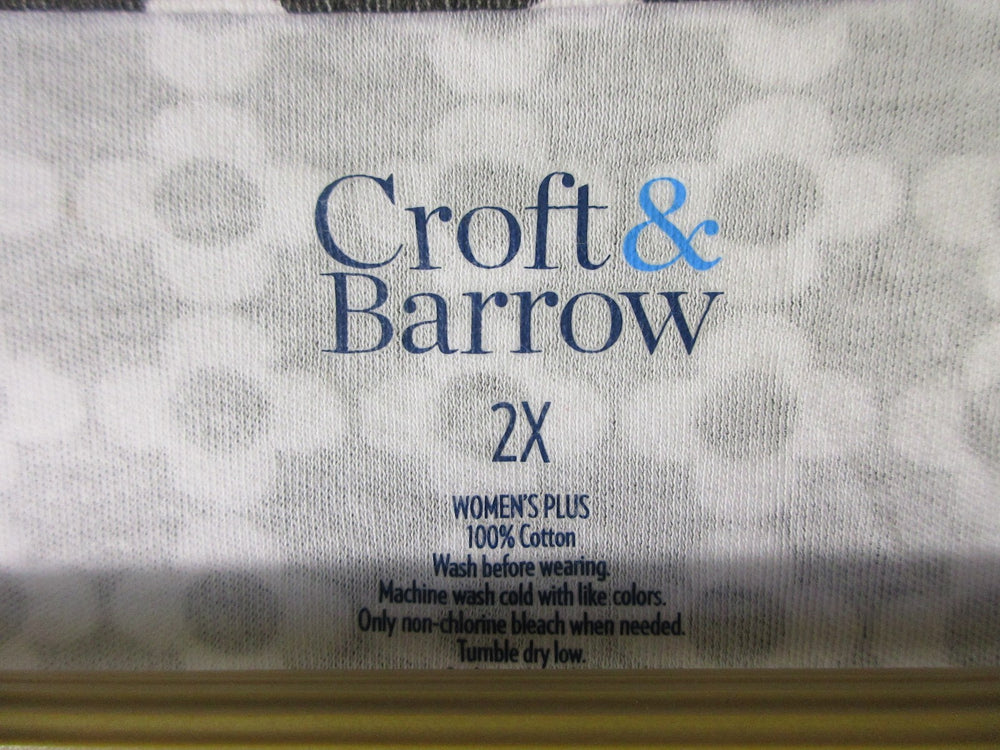 Croft &
Barrow
2X
WOMEN'S PLUS
100% Cotton
Wash before wearing.
Machine wash cold with like colors.
Only non-chlorine bleach when needed.
Tumble dry low.